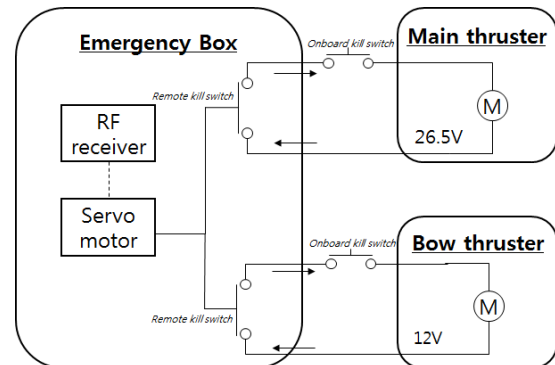 Emergency Box
Onboard kill switch
Main thruster
Remote kill switch
RF
receiver
M
26.5V
Servo
motor
Onboard kill switch
Bow thruster
Remote kill switch
M
12V